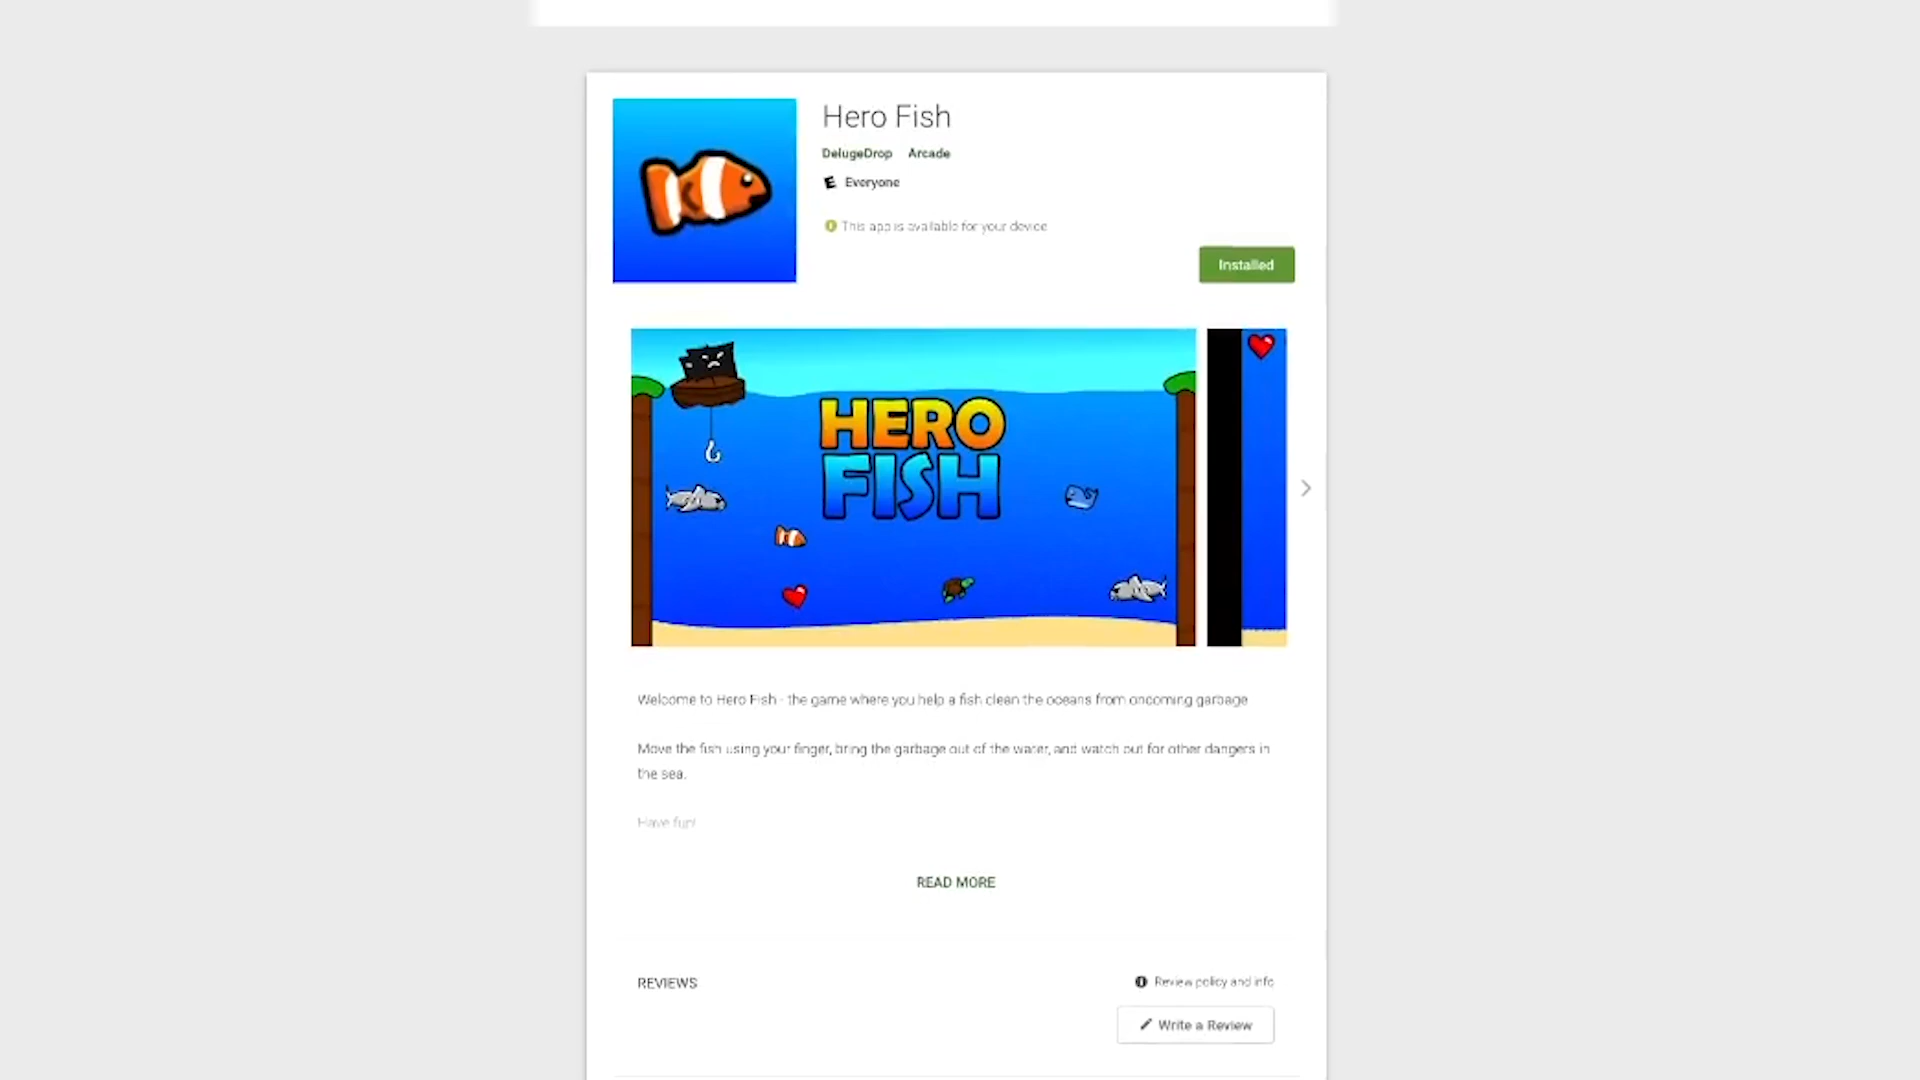 Hero Fish
DelugeDrop Arcade
E Everyone
This app is available for your device
Installed
HERO
FISH
Welcome to Hero Fish - the game where you help a fish clean the oceans from oncoming garbage
Move the fish using your finger, bring the garbage out of the water, and watch out for other dangers in
the sea.
Have fun!
READ MORE
REVIEWS
Review policy and info
Write a Review